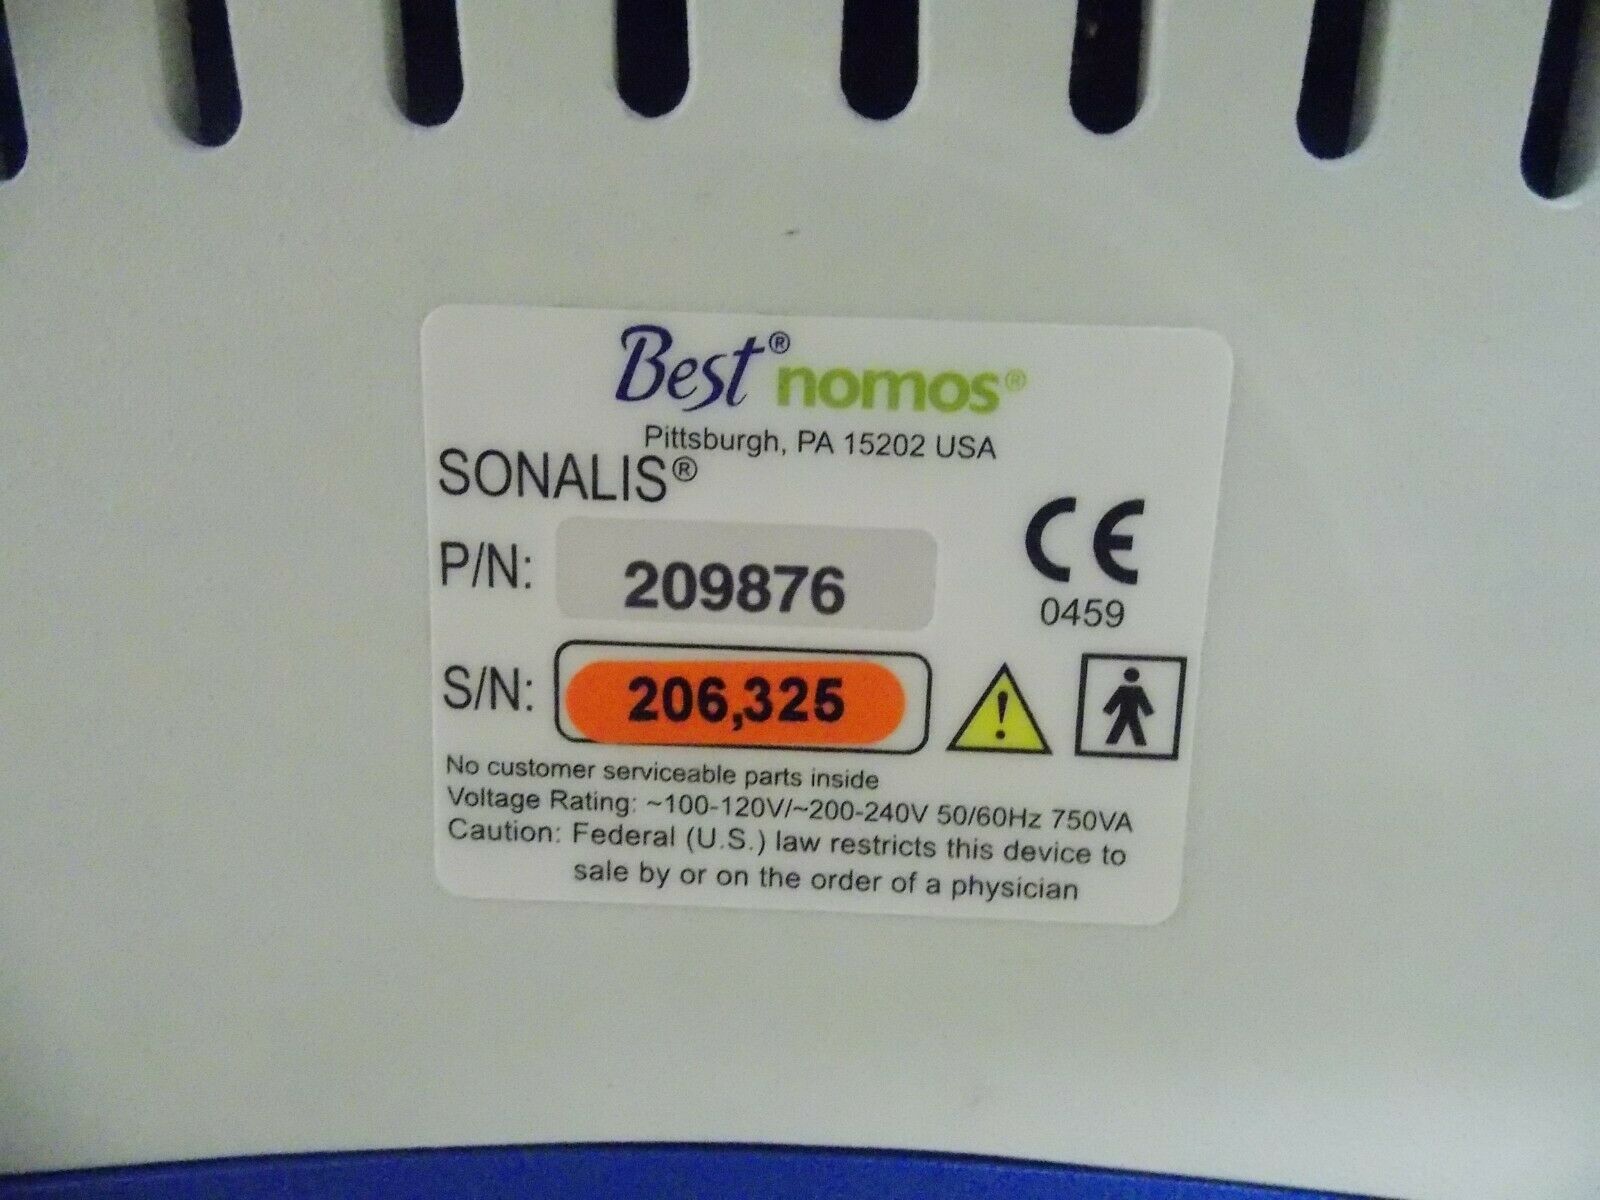 Best® nomos®
Pittsburgh, PA 15202 USA
SONALIS®
P/N: 209876
CE
0459
S/N: 206,325
!
No customer serviceable parts inside
Voltage Rating: ~100-120V/~200-240V 50/60Hz 750VA
Caution: Federal (U.S.) law restricts this device to
sale by or on the order of a physician